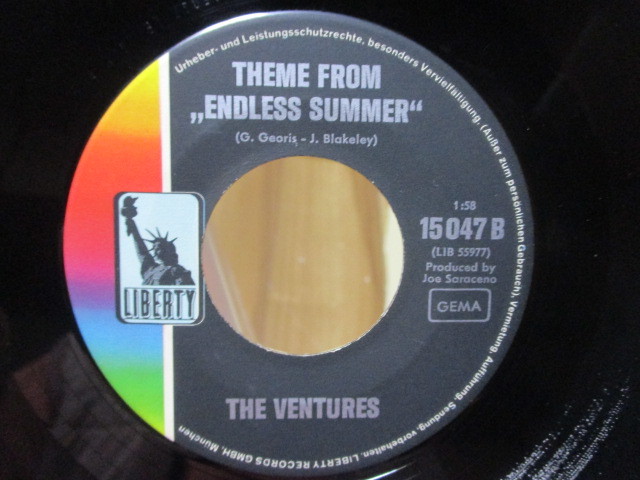 Urheber- und Leistungsschutzrechte, besonders Vervielfältigung, (Außer zum persönlichen Gebrauch), Vermietung, Aufführung, Sendung, vorbehalten. LIBERTY RECORDS GMBH, München
THEME FROM
„ENDLESS SUMMER“
(G. Georis - J. Blakeley)
1:58
15 047 B
(LIB 55977)
Produced by
Joe Saraceno
GEMA
LIBERTY
THE VENTURES